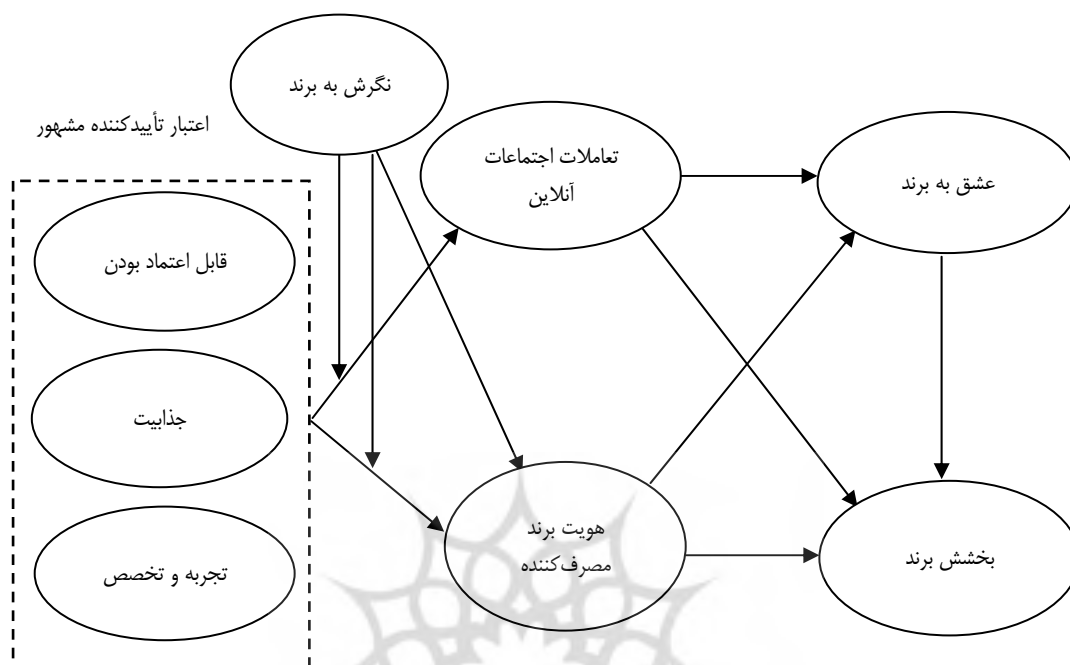 نگرش به برند
اعتبار تأییدکننده مشهور
تعاملات اجتماعات
آنلاین
عشق به برند
قابل اعتماد بودن
جذابیت
تجربه و تخصص
هویت برند
مصرف‌کننده
بخشش برند